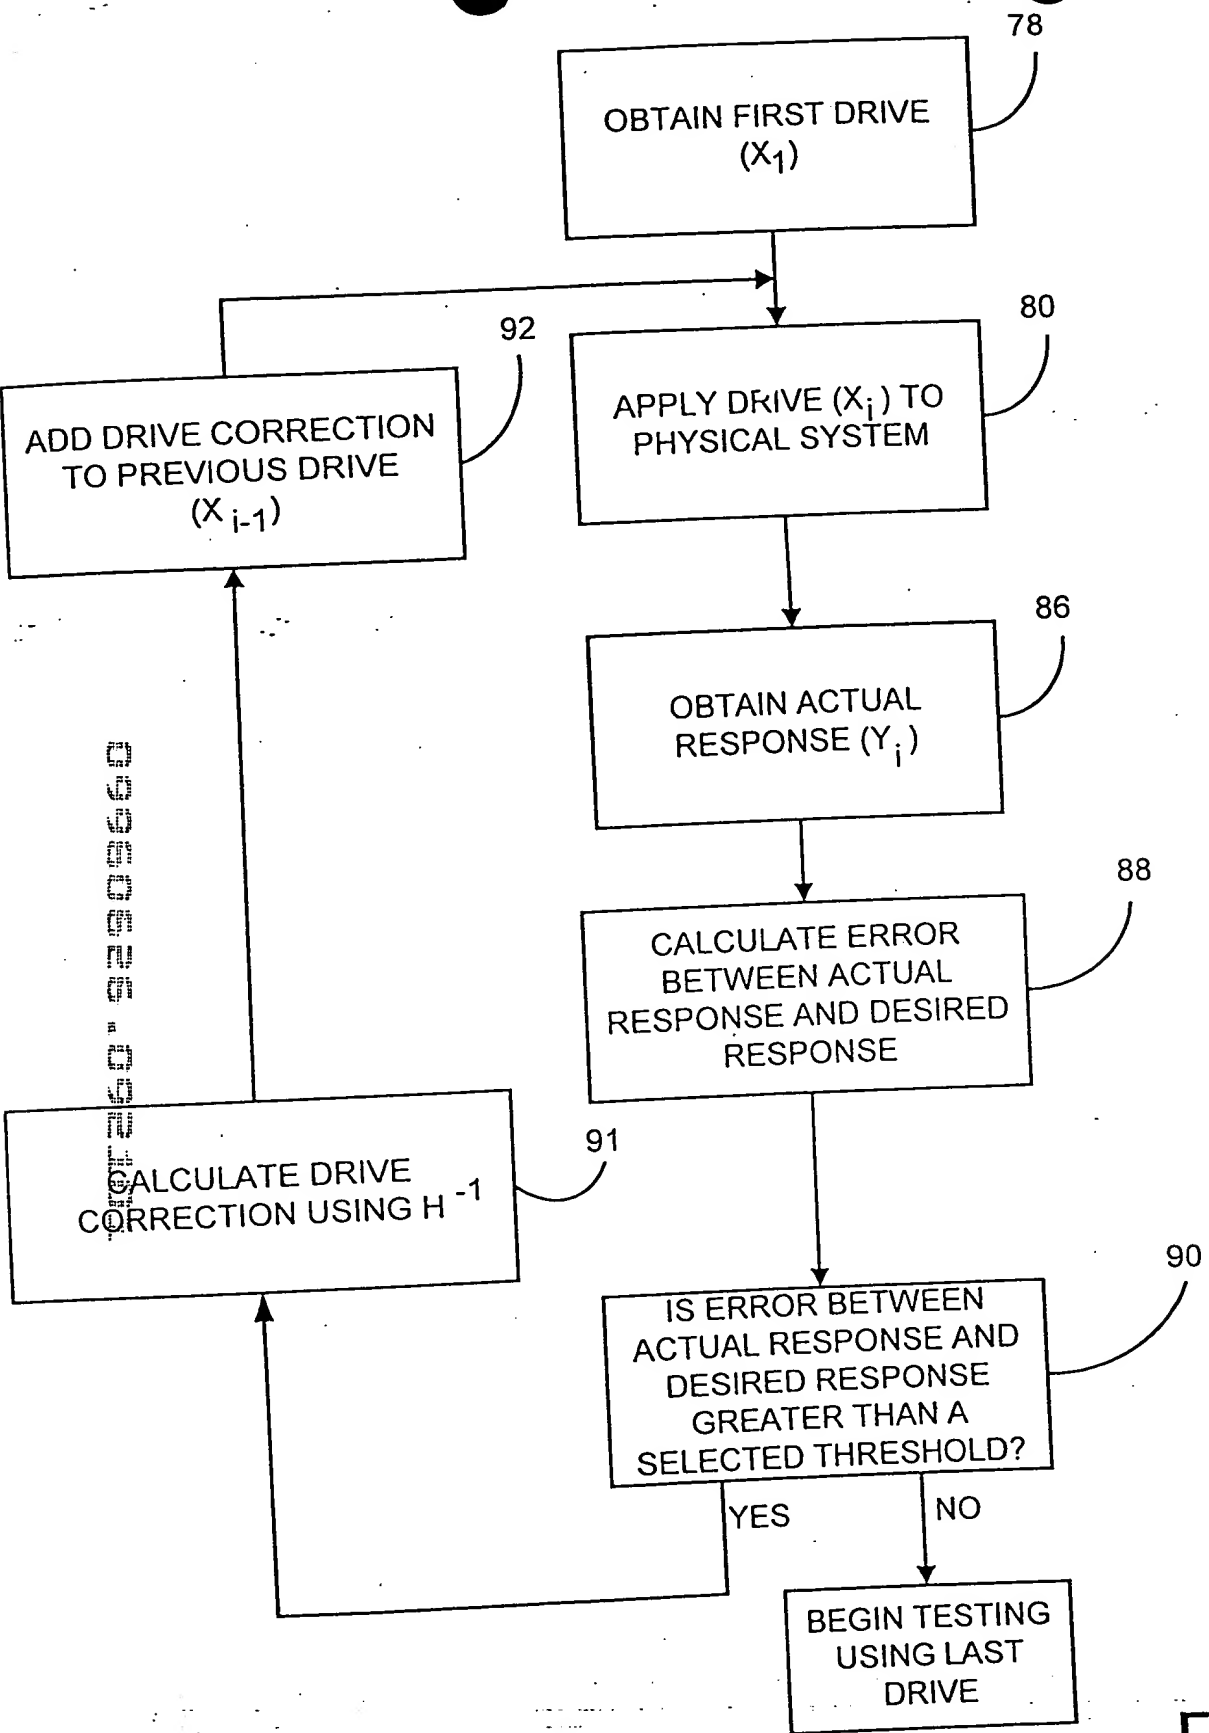 78
OBTAIN FIRST DRIVE
(X1)
92
80
ADD DRIVE CORRECTION
TO PREVIOUS DRIVE
(X i-1)
APPLY DRIVE (Xi) TO
PHYSICAL SYSTEM
86
OBTAIN ACTUAL
RESPONSE (Yi)
88
CALCULATE ERROR
BETWEEN ACTUAL
RESPONSE AND DESIRED
RESPONSE
91
CALCULATE DRIVE
CORRECTION USING H -1
90
IS ERROR BETWEEN
ACTUAL RESPONSE AND
DESIRED RESPONSE
GREATER THAN A
SELECTED THRESHOLD?
YES
NO
BEGIN TESTING
USING LAST
DRIVE